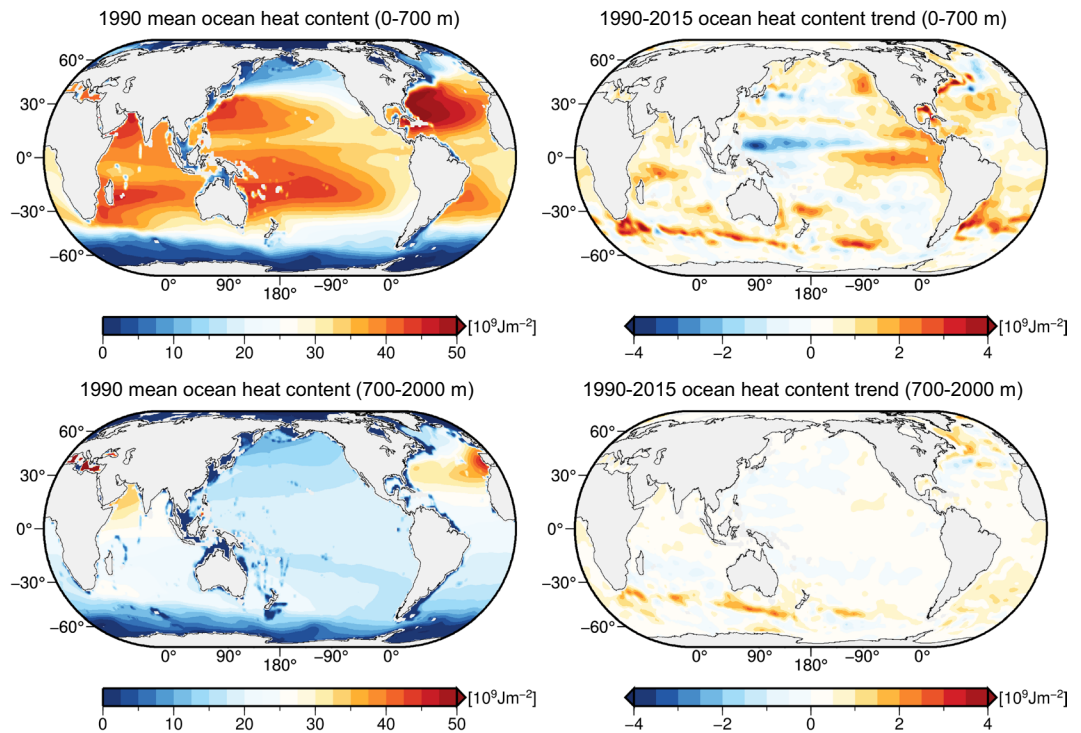 1990 mean ocean heat content (0-700 m)
60°
30°
0°
−30°
−60°
0° 90° 180° −90° 0°
0 10 20 30 40 50 [10⁹Jm⁻²]
1990-2015 ocean heat content trend (0-700 m)
60°
30°
0°
−30°
−60°
0° 90° 180° −90° 0°
−4 −2 0 2 4 [10⁹Jm⁻²]
1990 mean ocean heat content (700-2000 m)
60°
30°
0°
−30°
−60°
0° 90° 180° −90° 0°
0 10 20 30 40 50 [10⁹Jm⁻²]
1990-2015 ocean heat content trend (700-2000 m)
60°
30°
0°
−30°
−60°
0° 90° 180° −90° 0°
−4 −2 0 2 4 [10⁹Jm⁻²]